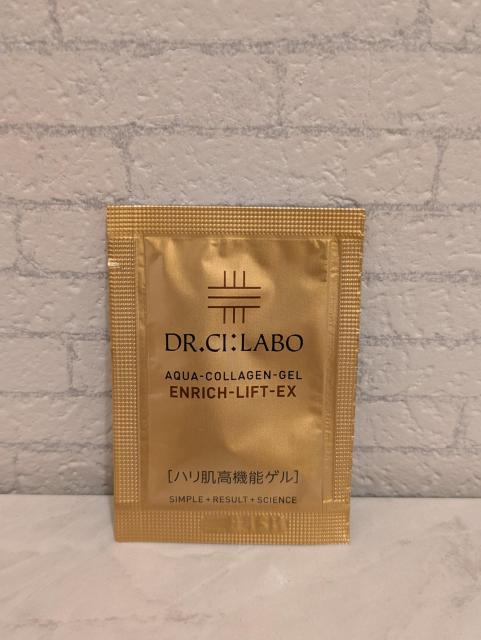 DR.CI:LABO
AQUA-COLLAGEN-GEL
ENRICH-LIFT-EX
[ハリ肌高機能ゲル]
SIMPLE+RESULT+SCIENCE